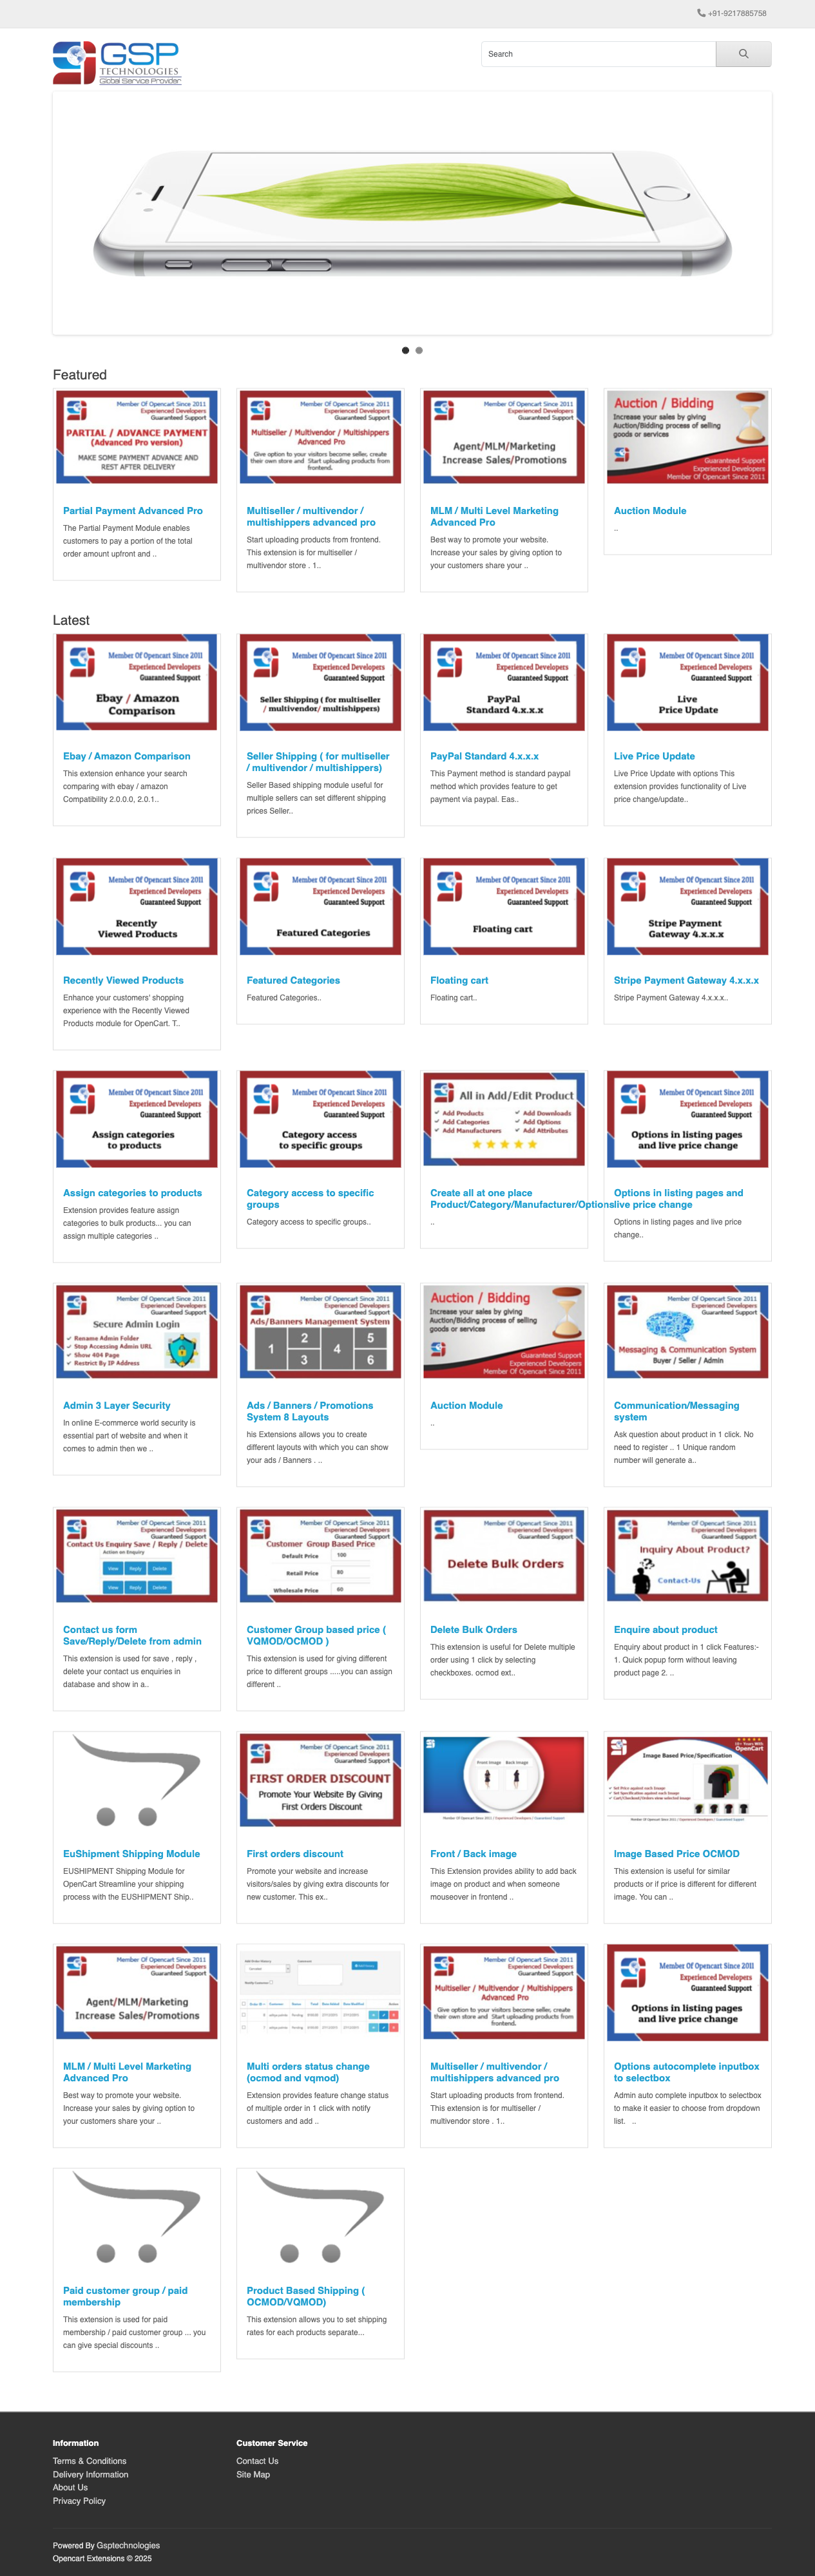 +91-9217885758
GSP
TECHNOLOGIES
Global Service Provider
Search
Featured
Member Of Opencart Since 2011
Experienced Developers
Guaranteed Support
PARTIAL / ADVANCE PAYMENT
(Advanced Pro version)
MAKE SOME PAYMENT ADVANCE AND
REST AFTER DELIVERY
Partial Payment Advanced Pro
The Partial Payment Module enables
customers to pay a portion of the total
order amount upfront and ..
Member Of Opencart Since 2011
Experienced Developers
Guaranteed Support
Multiseller / Multivendor / Multishippers
Advanced Pro
Give option to your visitors become seller, create
their own store and Start uploading products from
frontend.
Multiseller / multivendor /
multishippers advanced pro
Start uploading products from frontend.
This extension is for multiseller /
multivendor store . 1..
Member Of Opencart Since 2011
Experienced Developers
Guaranteed Support
Agent/MLM/Marketing
Increase Sales/Promotions
MLM / Multi Level Marketing
Advanced Pro
Best way to promote your website.
Increase your sales by giving option to
your customers share your ..
Auction / Bidding
Increase your sales by giving
Auction/Bidding process of selling
goods or services
Guaranteed Support
Experienced Developers
Member Of Opencart Since 2011
Auction Module
..
Latest
Member Of Opencart Since 2011
Experienced Developers
Guaranteed Support
Ebay / Amazon
Comparison
Ebay / Amazon Comparison
This extension enhance your search
comparing with ebay / amazon
Compatibility 2.0.0.0, 2.0.1..
Member Of Opencart Since 2011
Experienced Developers
Guaranteed Support
Seller Shipping ( for multiseller
/ multivendor/ multishippers)
Seller Shipping ( for multiseller
/ multivendor / multishippers)
Seller Based shipping module useful for
multiple sellers can set different shipping
prices Seller..
Member Of Opencart Since 2011
Experienced Developers
Guaranteed Support
PayPal
Standard 4.x.x.x
PayPal Standard 4.x.x.x
This Payment method is standard paypal
method which provides feature to get
payment via paypal. Eas..
Member Of Opencart Since 2011
Experienced Developers
Guaranteed Support
Live
Price Update
Live Price Update
Live Price Update with options This
extension provides functionality of Live
price change/update..
Member Of Opencart Since 2011
Experienced Developers
Guaranteed Support
Recently
Viewed Products
Recently Viewed Products
Enhance your customers' shopping
experience with the Recently Viewed
Products module for OpenCart. T..
Member Of Opencart Since 2011
Experienced Developers
Guaranteed Support
Featured Categories
Featured Categories
Featured Categories..
Member Of Opencart Since 2011
Experienced Developers
Guaranteed Support
Floating cart
Floating cart
Floating cart..
Member Of Opencart Since 2011
Experienced Developers
Guaranteed Support
Stripe Payment
Gateway 4.x.x.x
Stripe Payment Gateway 4.x.x.x
Stripe Payment Gateway 4.x.x.x..
Member Of Opencart Since 2011
Experienced Developers
Guaranteed Support
Assign categories
to products
Assign categories to products
Extension provides feature assign
categories to bulk products... you can
assign multiple categories ..
Member Of Opencart Since 2011
Experienced Developers
Guaranteed Support
Category access
to specific groups
Category access to specific
groups
Category access to specific groups..
All in Add/Edit Product
Add Products
Add Categories
Add Manufacturers
Add Downloads
Add Options
Add Attributes
Create all at one place
Product/Category/Manufacturer/Options
..
Member Of Opencart Since 2011
Experienced Developers
Guaranteed Support
Options in listing pages
and live price change
Options in listing pages and
live price change
Options in listing pages and live price
change..
Member Of Opencart Since 2011
Experienced Developers
Guaranteed Support
Secure Admin Login
Rename Admin Folder
Stop Accessing Admin URL
Show 404 Page
Restrict By IP Address
Admin 3 Layer Security
In online E-commerce world security is
essential part of website and when it
comes to admin then we ..
Member Of Opencart Since 2011
Experienced Developers
Guaranteed Support
Ads/Banners Management System
1
2
3
4
5
6
Ads / Banners / Promotions
System 8 Layouts
his Extensions allows you to create
different layouts with which you can show
your ads / Banners . ..
Auction / Bidding
Increase your sales by giving
Auction/Bidding process of selling
goods or services
Guaranteed Support
Experienced Developers
Member Of Opencart Since 2011
Auction Module
..
Member Of Opencart Since 2011
Experienced Developers
Guaranteed Support
Messaging & Communication System
Buyer / Seller / Admin
Communication/Messaging
system
Ask question about product in 1 click. No
need to register .. 1 Unique random
number will generate a..
Member Of Opencart Since 2011
Experienced Developers
Guaranteed Support
Contact Us Enquiry Save / Reply / Delete
Action on Enquiry
View Reply Delete
View Reply Delete
Contact us form
Save/Reply/Delete from admin
This extension is used for save , reply ,
delete your contact us enquiries in
database and show in a..
Member Of Opencart Since 2011
Experienced Developers
Guaranteed Support
Customer Group Based Price
Default Price 100
Retail Price 80
Wholesale Price 60
Customer Group based price (
VQMOD/OCMOD )
This extension is used for giving different
price to different groups .....you can assign
different ..
Member Of Opencart Since 2011
Experienced Developers
Guaranteed Support
Delete Bulk Orders
Delete Bulk Orders
This extension is useful for Delete multiple
order using 1 click by selecting
checkboxes. ocmod ext..
Member Of Opencart Since 2011
Experienced Developers
Guaranteed Support
Inquiry About Product?
Contact-Us
Enquire about product
Enquiry about product in 1 click Features:-
1. Quick popup form without leaving
product page 2. ..
EuShipment Shipping Module
EUSHIPMENT Shipping Module for
OpenCart Streamline your shipping
process with the EUSHIPMENT Ship..
Member Of Opencart Since 2011
Experienced Developers
Guaranteed Support
FIRST ORDER DISCOUNT
Promote Your Website By Giving
First Orders Discount
First orders discount
Promote your website and increase
visitors/sales by giving extra discounts for
new customer. This ex..
Front Image Back Image
Member Of Opencart Since 2011 | Experienced Developers | Guaranteed Support
Front / Back image
This Extension provides ability to add back
image on product and when someone
mouseover in frontend ..
OpenCart
Image Based Price/Specification
Set Price against each Image
Set Specification against each Image
Cart/Checkout/Orders view selected image
Member Of Opencart Since 2011 | Experienced Developers | Guaranteed Support
Image Based Price OCMOD
This extension is useful for similar
products or if price is different for different
image. You can ..
Member Of Opencart Since 2011
Experienced Developers
Guaranteed Support
Agent/MLM/Marketing
Increase Sales/Promotions
MLM / Multi Level Marketing
Advanced Pro
Best way to promote your website.
Increase your sales by giving option to
your customers share your ..
Multi orders status change
(ocmod and vqmod)
Extension provides feature change status
of multiple order in 1 click with notify
customers and add ..
Member Of Opencart Since 2011
Experienced Developers
Guaranteed Support
Multiseller / Multivendor / Multishippers
Advanced Pro
Give option to your visitors become seller, create
their own store and Start uploading products from
frontend.
Multiseller / multivendor /
multishippers advanced pro
Start uploading products from frontend.
This extension is for multiseller /
multivendor store . 1..
Member Of Opencart Since 2011
Experienced Developers
Guaranteed Support
Options in listing pages
and live price change
Options autocomplete inputbox
to selectbox
Admin auto complete inputbox to selectbox
to make it easier to choose from dropdown
list. ..
Paid customer group / paid
membership
This extension is used for paid
membership / paid customer group ... you
can give special discounts ..
Product Based Shipping (
OCMOD/VQMOD)
This extension allows you to set shipping
rates for each products separate...
Information
Terms & Conditions
Delivery Information
About Us
Privacy Policy
Customer Service
Contact Us
Site Map
Powered By Gsptechnologies
Opencart Extensions © 2025